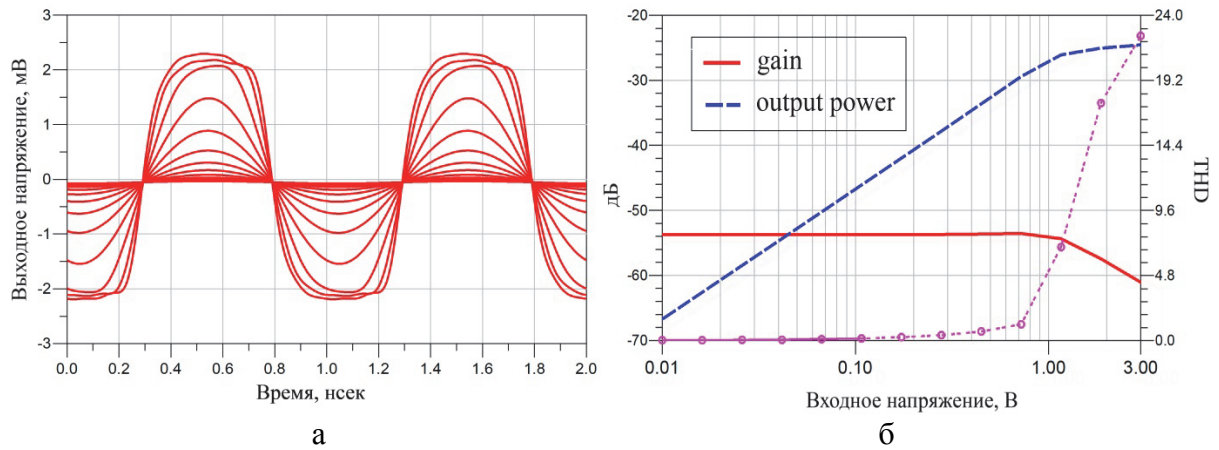 Выходное напряжение, мВ
3
2
1
0
-1
-2
-3
0.0 0.2 0.4 0.6 0.8 1.0 1.2 1.4 1.6 1.8 2.0
Время, нсек
а
дБ
-20
-30
-40
-50
-60
-70
gain
output power
24.0
19.2
14.4
9.6
4.8
0.0
THD
0.01 0.10 1.00 3.00
Входное напряжение, В
б